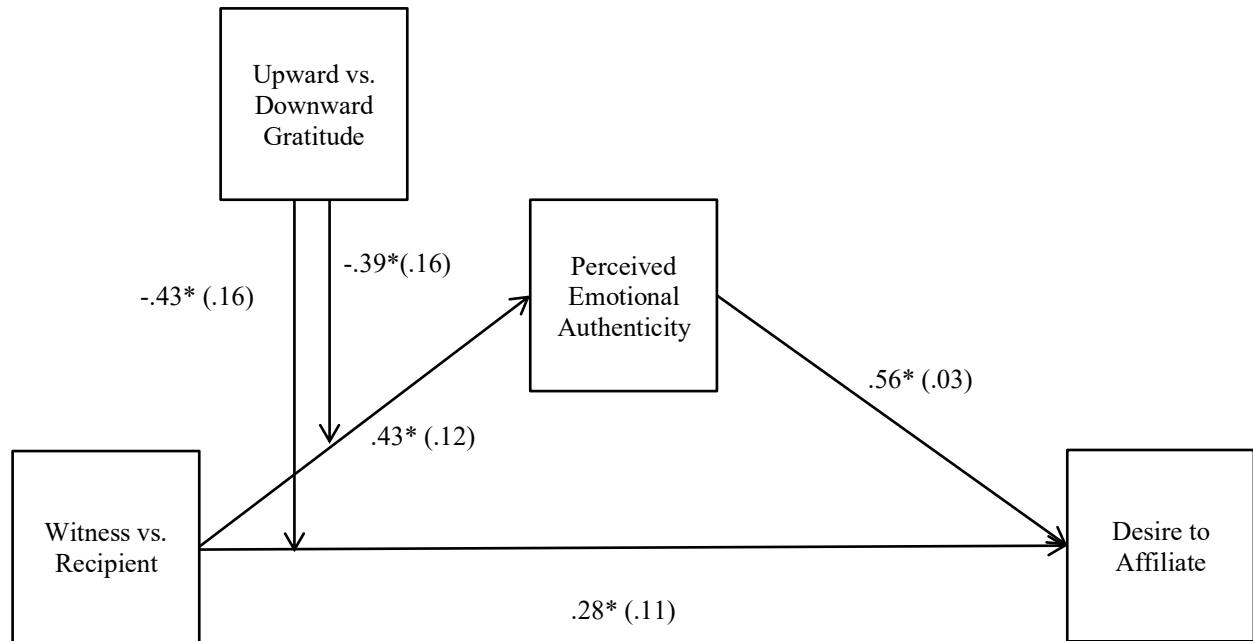 Upward vs.
Downward
Gratitude
-.39*(.16)
-.43* (.16)
Perceived
Emotional
Authenticity
.56* (.03)
.43* (.12)
Witness vs.
Recipient
Desire to
Affiliate
.28* (.11)